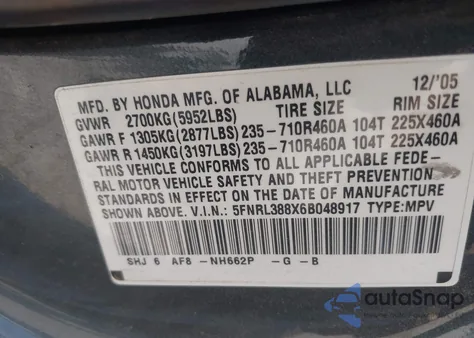 MFD. BY HONDA MFG. OF ALABAMA, LLC 12/'05
GVWR 2700KG(5952LBS) TIRE SIZE RIM SIZE
GAWR F 1305KG(2877LBS) 235-710R460A 104T 225X460A
GAWR R 1450KG(3197LBS) 235-710R460A 104T 225X460A
THIS VEHICLE CONFORMS TO ALL APPLICABLE FEDE-
RAL MOTOR VEHICLE SAFETY AND THEFT PREVENTION
STANDARDS IN EFFECT ON THE DATE OF MANUFACTURE
SHOWN ABOVE. V.I.N.: 5FNRL388X6B048917 TYPE:MPV
SHJ 6 AF8 -NH662P -G -B
autoSnap